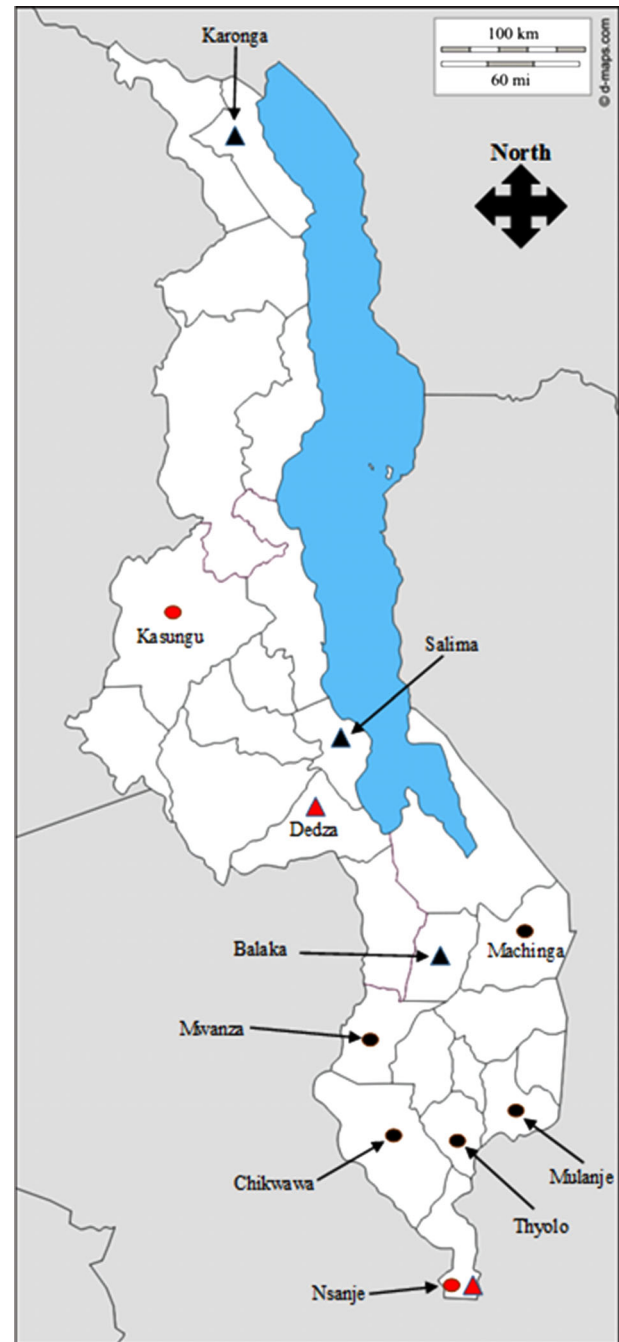 Karonga
100 km
60 mi
© d-maps.com
North
Kasungu
Salima
Dedza
Balaka
Machinga
Mwanza
Chikwawa
Mulanje
Thyolo
Nsanje